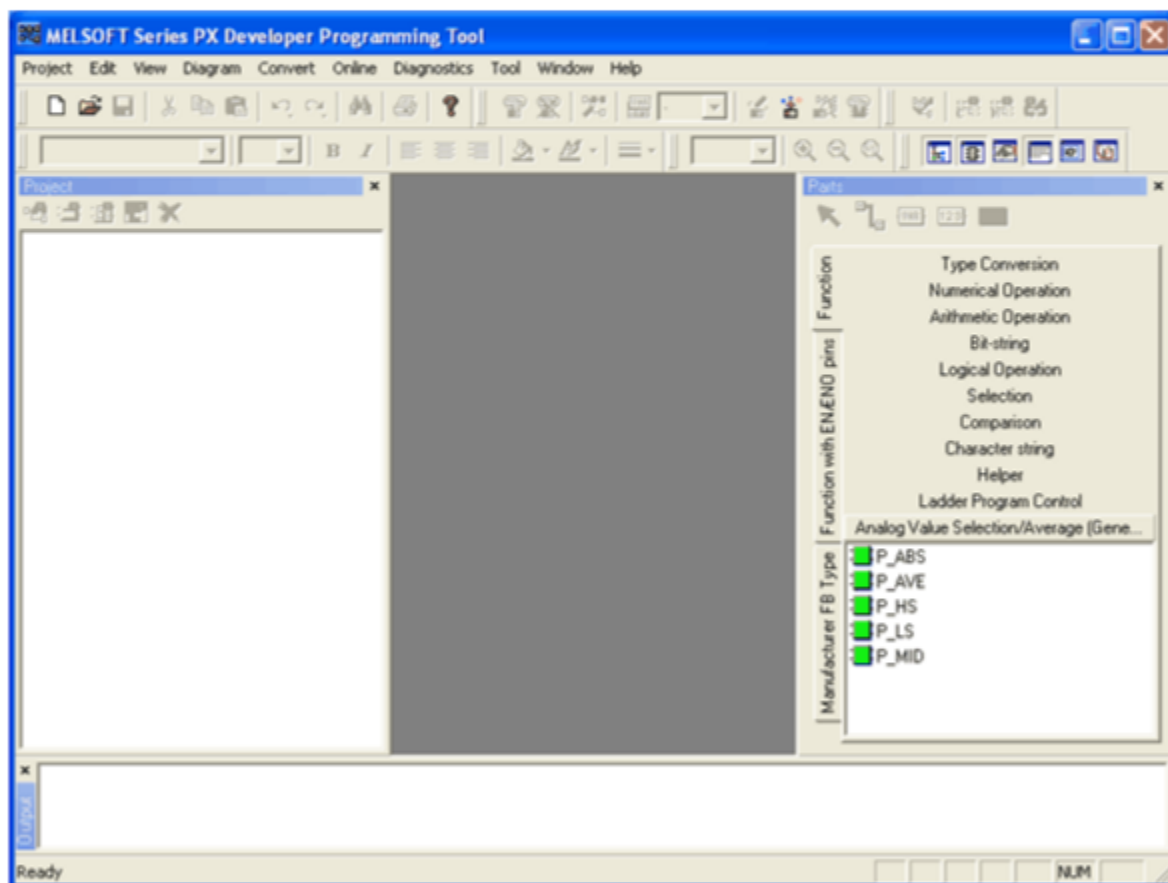 MELSOFT Series PX Developer Programming Tool
Project Edit View Diagram Convert Online Diagnostics Tool Window Help
B I
Project
Parts
Function
Function with EN/ENO pins
Manufacturer FB Type
Type Conversion
Numerical Operation
Arithmetic Operation
Bit-string
Logical Operation
Selection
Comparison
Character string
Helper
Ladder Program Control
Analog Value Selection/Average (Gene...
P_ABS
P_AVE
P_HS
P_LS
P_MID
Output
Ready
NUM